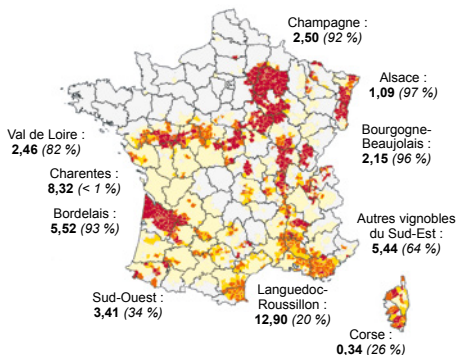 Champagne :
2,50 (92 %)
Alsace :
1,09 (97 %)
Val de Loire :
2,46 (82 %)
Bourgogne-
Beaujolais :
2,15 (96 %)
Charentes :
8,32 (< 1 %)
Bordelais :
5,52 (93 %)
Autres vignobles
du Sud-Est :
5,44 (64 %)
Sud-Ouest :
3,41 (34 %)
Languedoc-
Roussillon :
12,90 (20 %)
Corse :
0,34 (26 %)